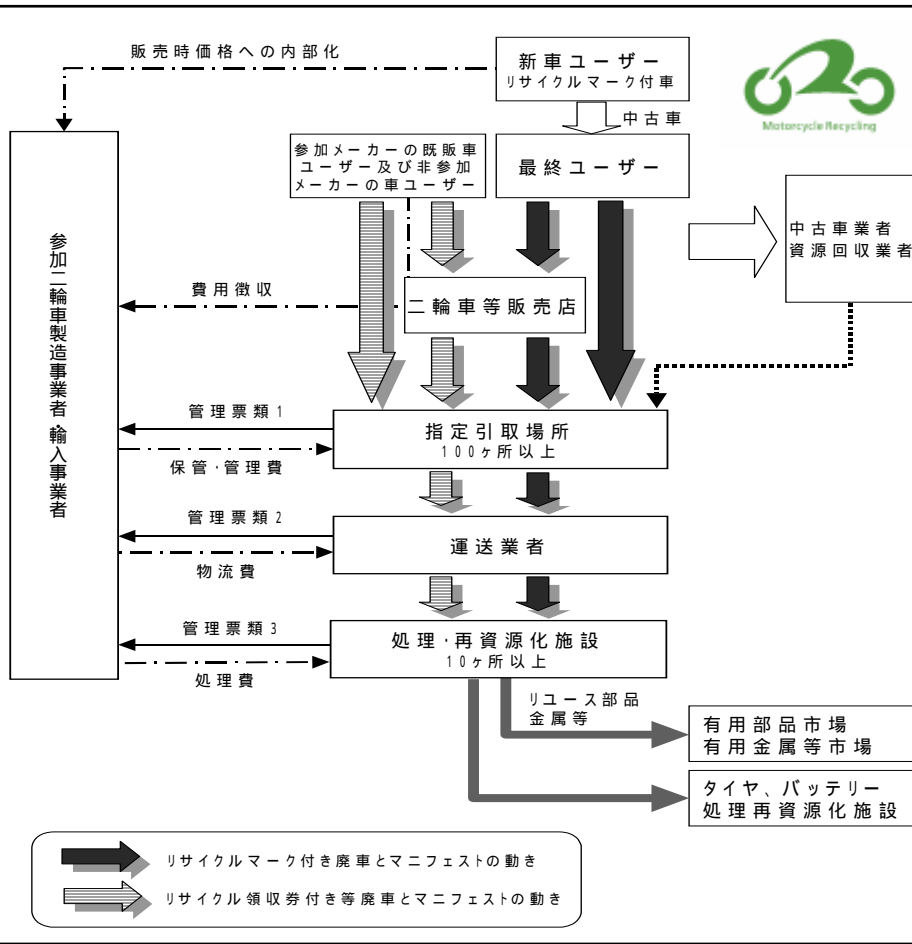 販売時価格への内部化
新車ユーザー
リサイクルマーク付車
Motorcycle Recycling
中古車
参加メーカーの既販車
ユーザー及び非参加
メーカーの車ユーザー
最終ユーザー
中古車業者
資源回収業者
参加二輪車製造事業者・輸入事業者
費用徴収
二輪車等販売店
管理票類1
指定引取場所
100ヶ所以上
保管・管理費
管理票類2
運送業者
物流費
管理票類3
処理・再資源化施設
10ヶ所以上
処理費
リユース部品
金属等
有用部品市場
有用金属等市場
タイヤ、バッテリー
処理再資源化施設
リサイクルマーク付き廃車とマニフェストの動き
リサイクル領収券付き等廃車とマニフェストの動き